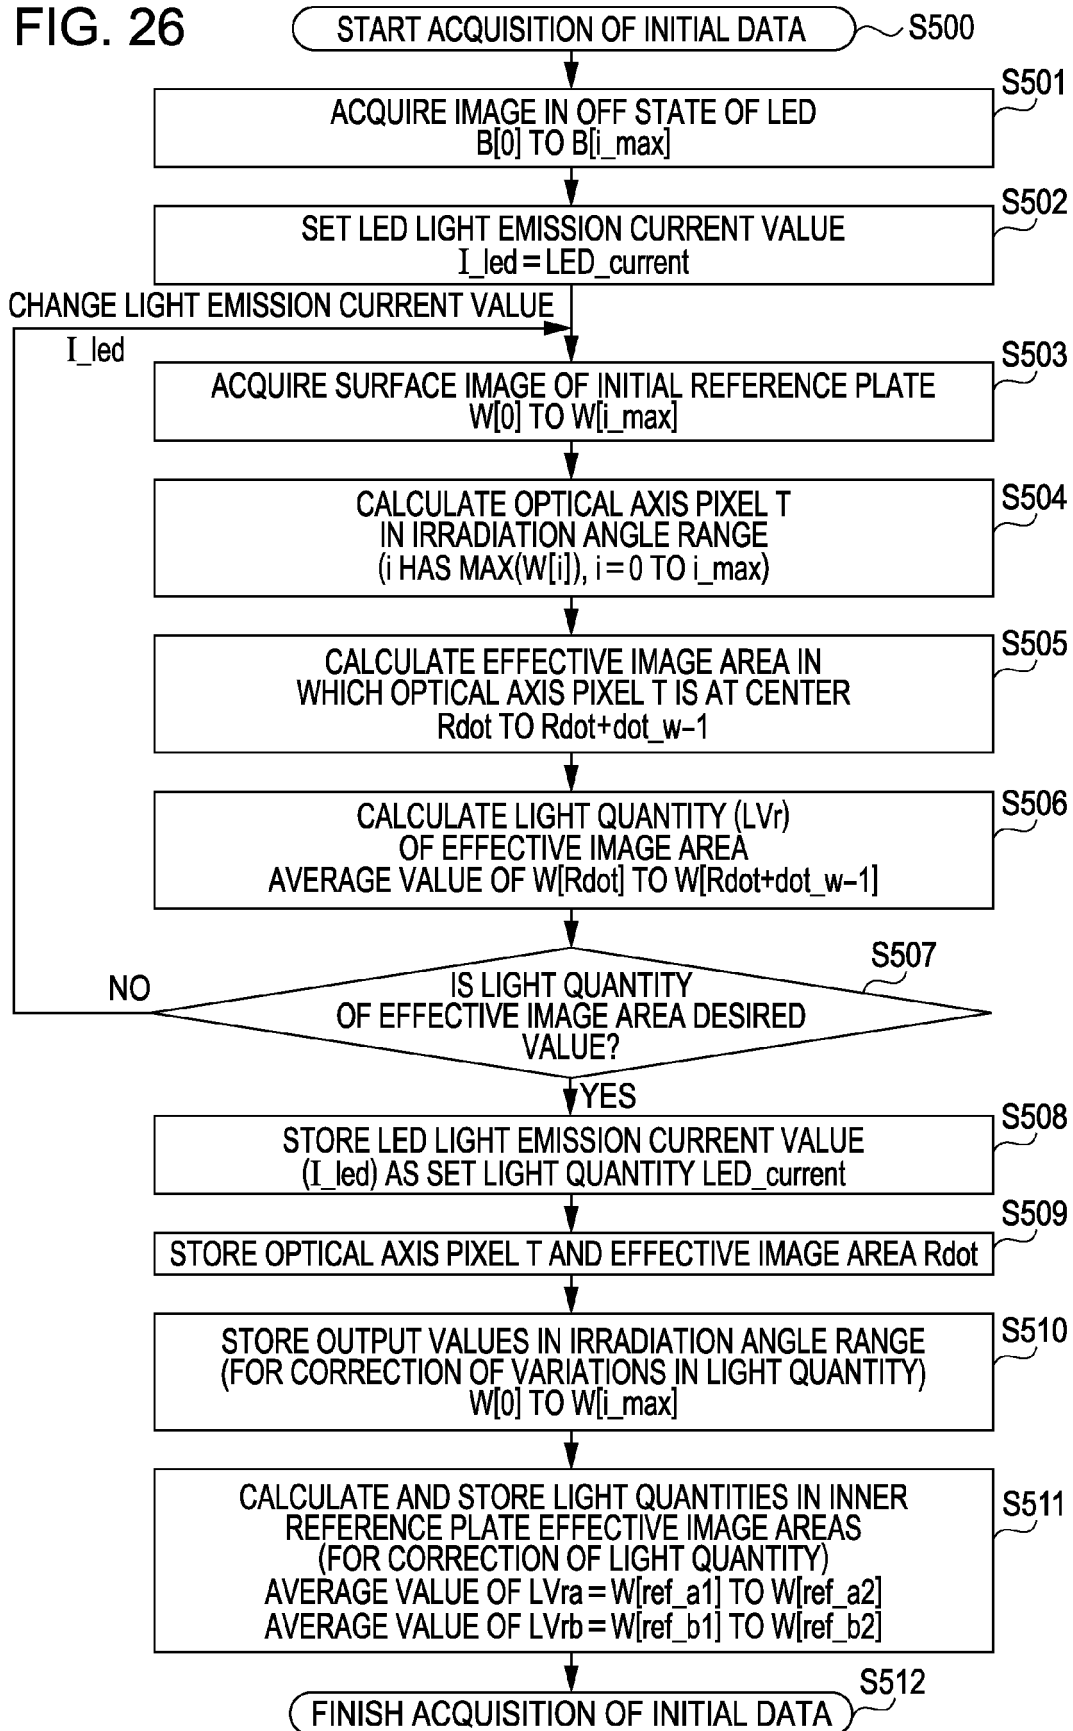 FIG. 26
START ACQUISITION OF INITIAL DATA
S500
S501
ACQUIRE IMAGE IN OFF STATE OF LED
B[0] TO B[i_max]
S502
SET LED LIGHT EMISSION CURRENT VALUE
I_led = LED_current
CHANGE LIGHT EMISSION CURRENT VALUE
I_led
S503
ACQUIRE SURFACE IMAGE OF INITIAL REFERENCE PLATE
W[0] TO W[i_max]
S504
CALCULATE OPTICAL AXIS PIXEL T
IN IRRADIATION ANGLE RANGE
(i HAS MAX(W[i]), i = 0 TO i_max)
S505
CALCULATE EFFECTIVE IMAGE AREA IN
WHICH OPTICAL AXIS PIXEL T IS AT CENTER
Rdot TO Rdot+dot_w–1
S506
CALCULATE LIGHT QUANTITY (LVr)
OF EFFECTIVE IMAGE AREA
AVERAGE VALUE OF W[Rdot] TO W[Rdot+dot_w–1]
S507
NO
IS LIGHT QUANTITY
OF EFFECTIVE IMAGE AREA DESIRED
VALUE?
YES
S508
STORE LED LIGHT EMISSION CURRENT VALUE
(I_led) AS SET LIGHT QUANTITY LED_current
S509
STORE OPTICAL AXIS PIXEL T AND EFFECTIVE IMAGE AREA Rdot
S510
STORE OUTPUT VALUES IN IRRADIATION ANGLE RANGE
(FOR CORRECTION OF VARIATIONS IN LIGHT QUANTITY)
W[0] TO W[i_max]
S511
CALCULATE AND STORE LIGHT QUANTITIES IN INNER
REFERENCE PLATE EFFECTIVE IMAGE AREAS
(FOR CORRECTION OF LIGHT QUANTITY)
AVERAGE VALUE OF LVra = W[ref_a1] TO W[ref_a2]
AVERAGE VALUE OF LVrb = W[ref_b1] TO W[ref_b2]
S512
FINISH ACQUISITION OF INITIAL DATA